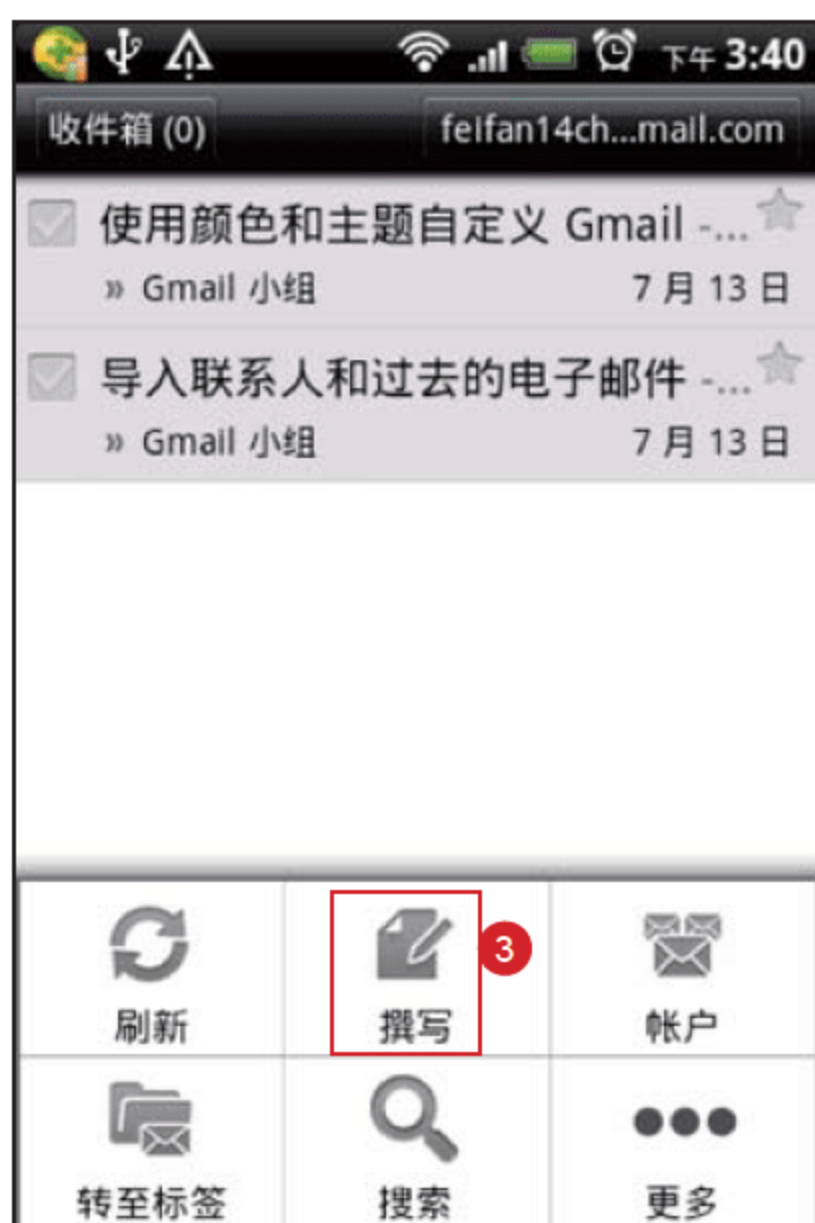 下午 3:40
收件箱 (0) feifan14ch...mail.com
使用颜色和主题自定义 Gmail -...
» Gmail 小组 7 月 13 日
导入联系人和过去的电子邮件 -...
» Gmail 小组 7 月 13 日
3
刷新 撰写 帐户
转至标签 搜索 更多